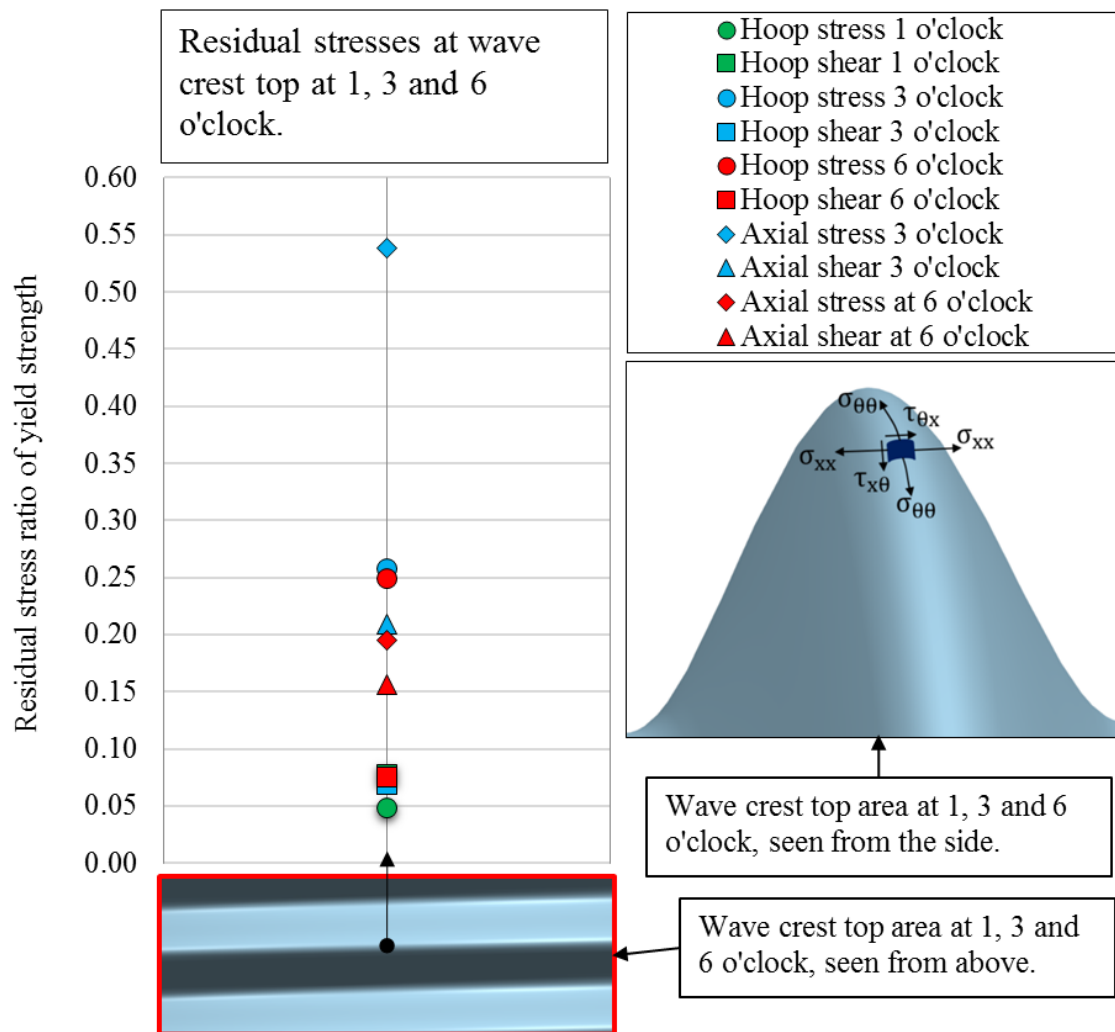 Residual stresses at wave
crest top at 1, 3 and 6
o'clock.
Hoop stress 1 o'clock
Hoop shear 1 o'clock
Hoop stress 3 o'clock
Hoop shear 3 o'clock
Hoop stress 6 o'clock
Hoop shear 6 o'clock
Axial stress 3 o'clock
Axial shear 3 o'clock
Axial stress at 6 o'clock
Axial shear at 6 o'clock
Residual stress ratio of yield strength
0.60
0.55
0.50
0.45
0.40
0.35
0.30
0.25
0.20
0.15
0.10
0.05
0.00
σθθ
τθx
σxx
σxx
τxθ
σθθ
Wave crest top area at 1, 3 and 6
o'clock, seen from the side.
Wave crest top area at 1, 3 and
6 o'clock, seen from above.